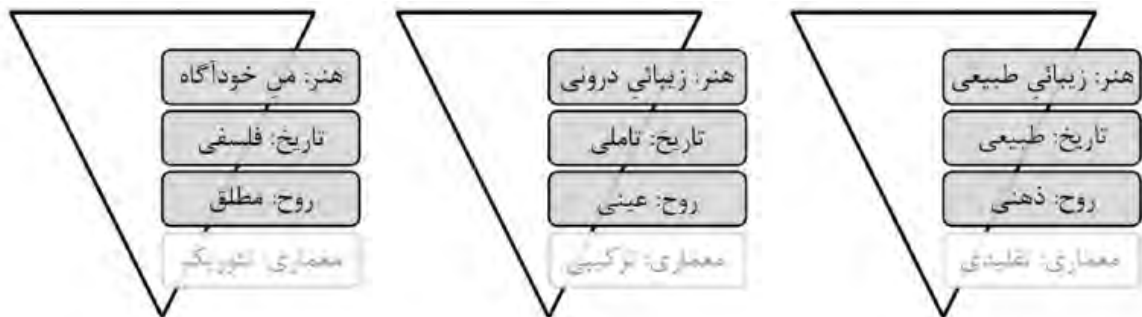 هنر: زیبائیِ طبیعی
تاریخ: طبیعی
روح: ذهنی
معماری: تقلیدی
هنر: زیبائیِ درونی
تاریخ: تاملی
روح: عینی
معماری: ترکیبی
هنر: منِ خودآگاه
تاریخ: فلسفی
روح: مطلق
معماری: تئوریک